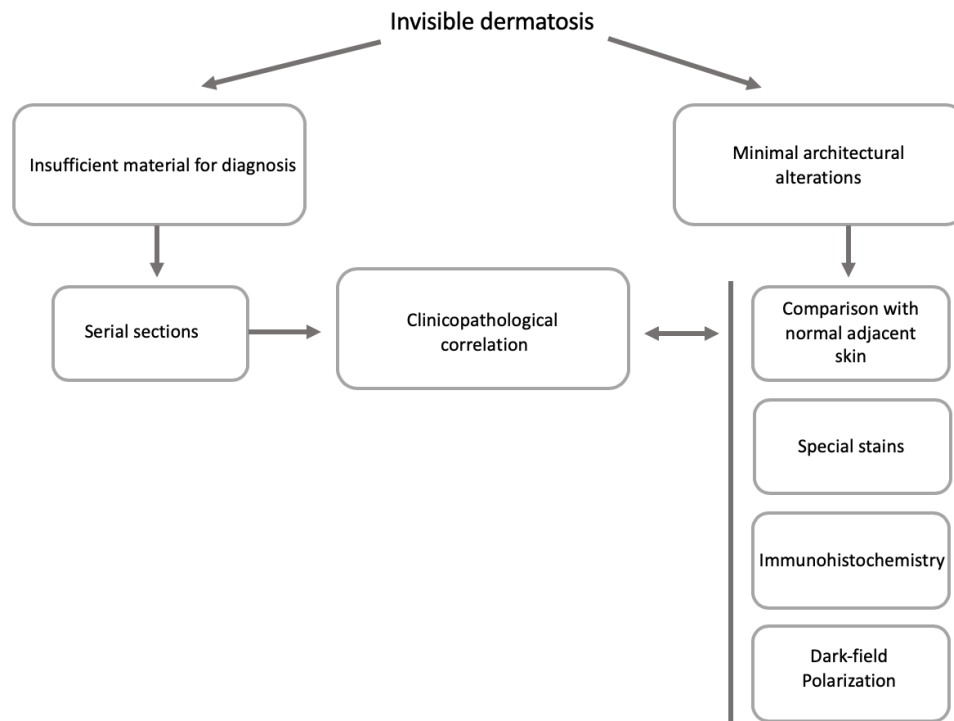 Invisible dermatosis
Insufficient material for diagnosis
Minimal architectural
alterations
Serial sections
Clinicopathological
correlation
Comparison with
normal adjacent
skin
Special stains
Immunohistochemistry
Dark-field
Polarization